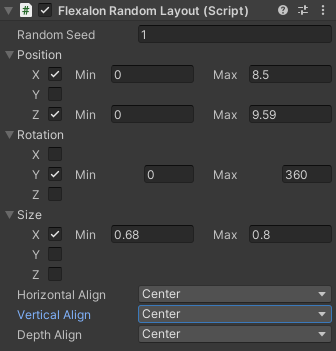 Flexalon Random Layout (Script)
Random Seed 1
Position
X Min 0 Max 8.5
Y
Z Min 0 Max 9.59
Rotation
X
Y Min 0 Max 360
Z
Size
X Min 0.68 Max 0.8
Y
Z
Horizontal Align Center
Vertical Align Center
Depth Align Center